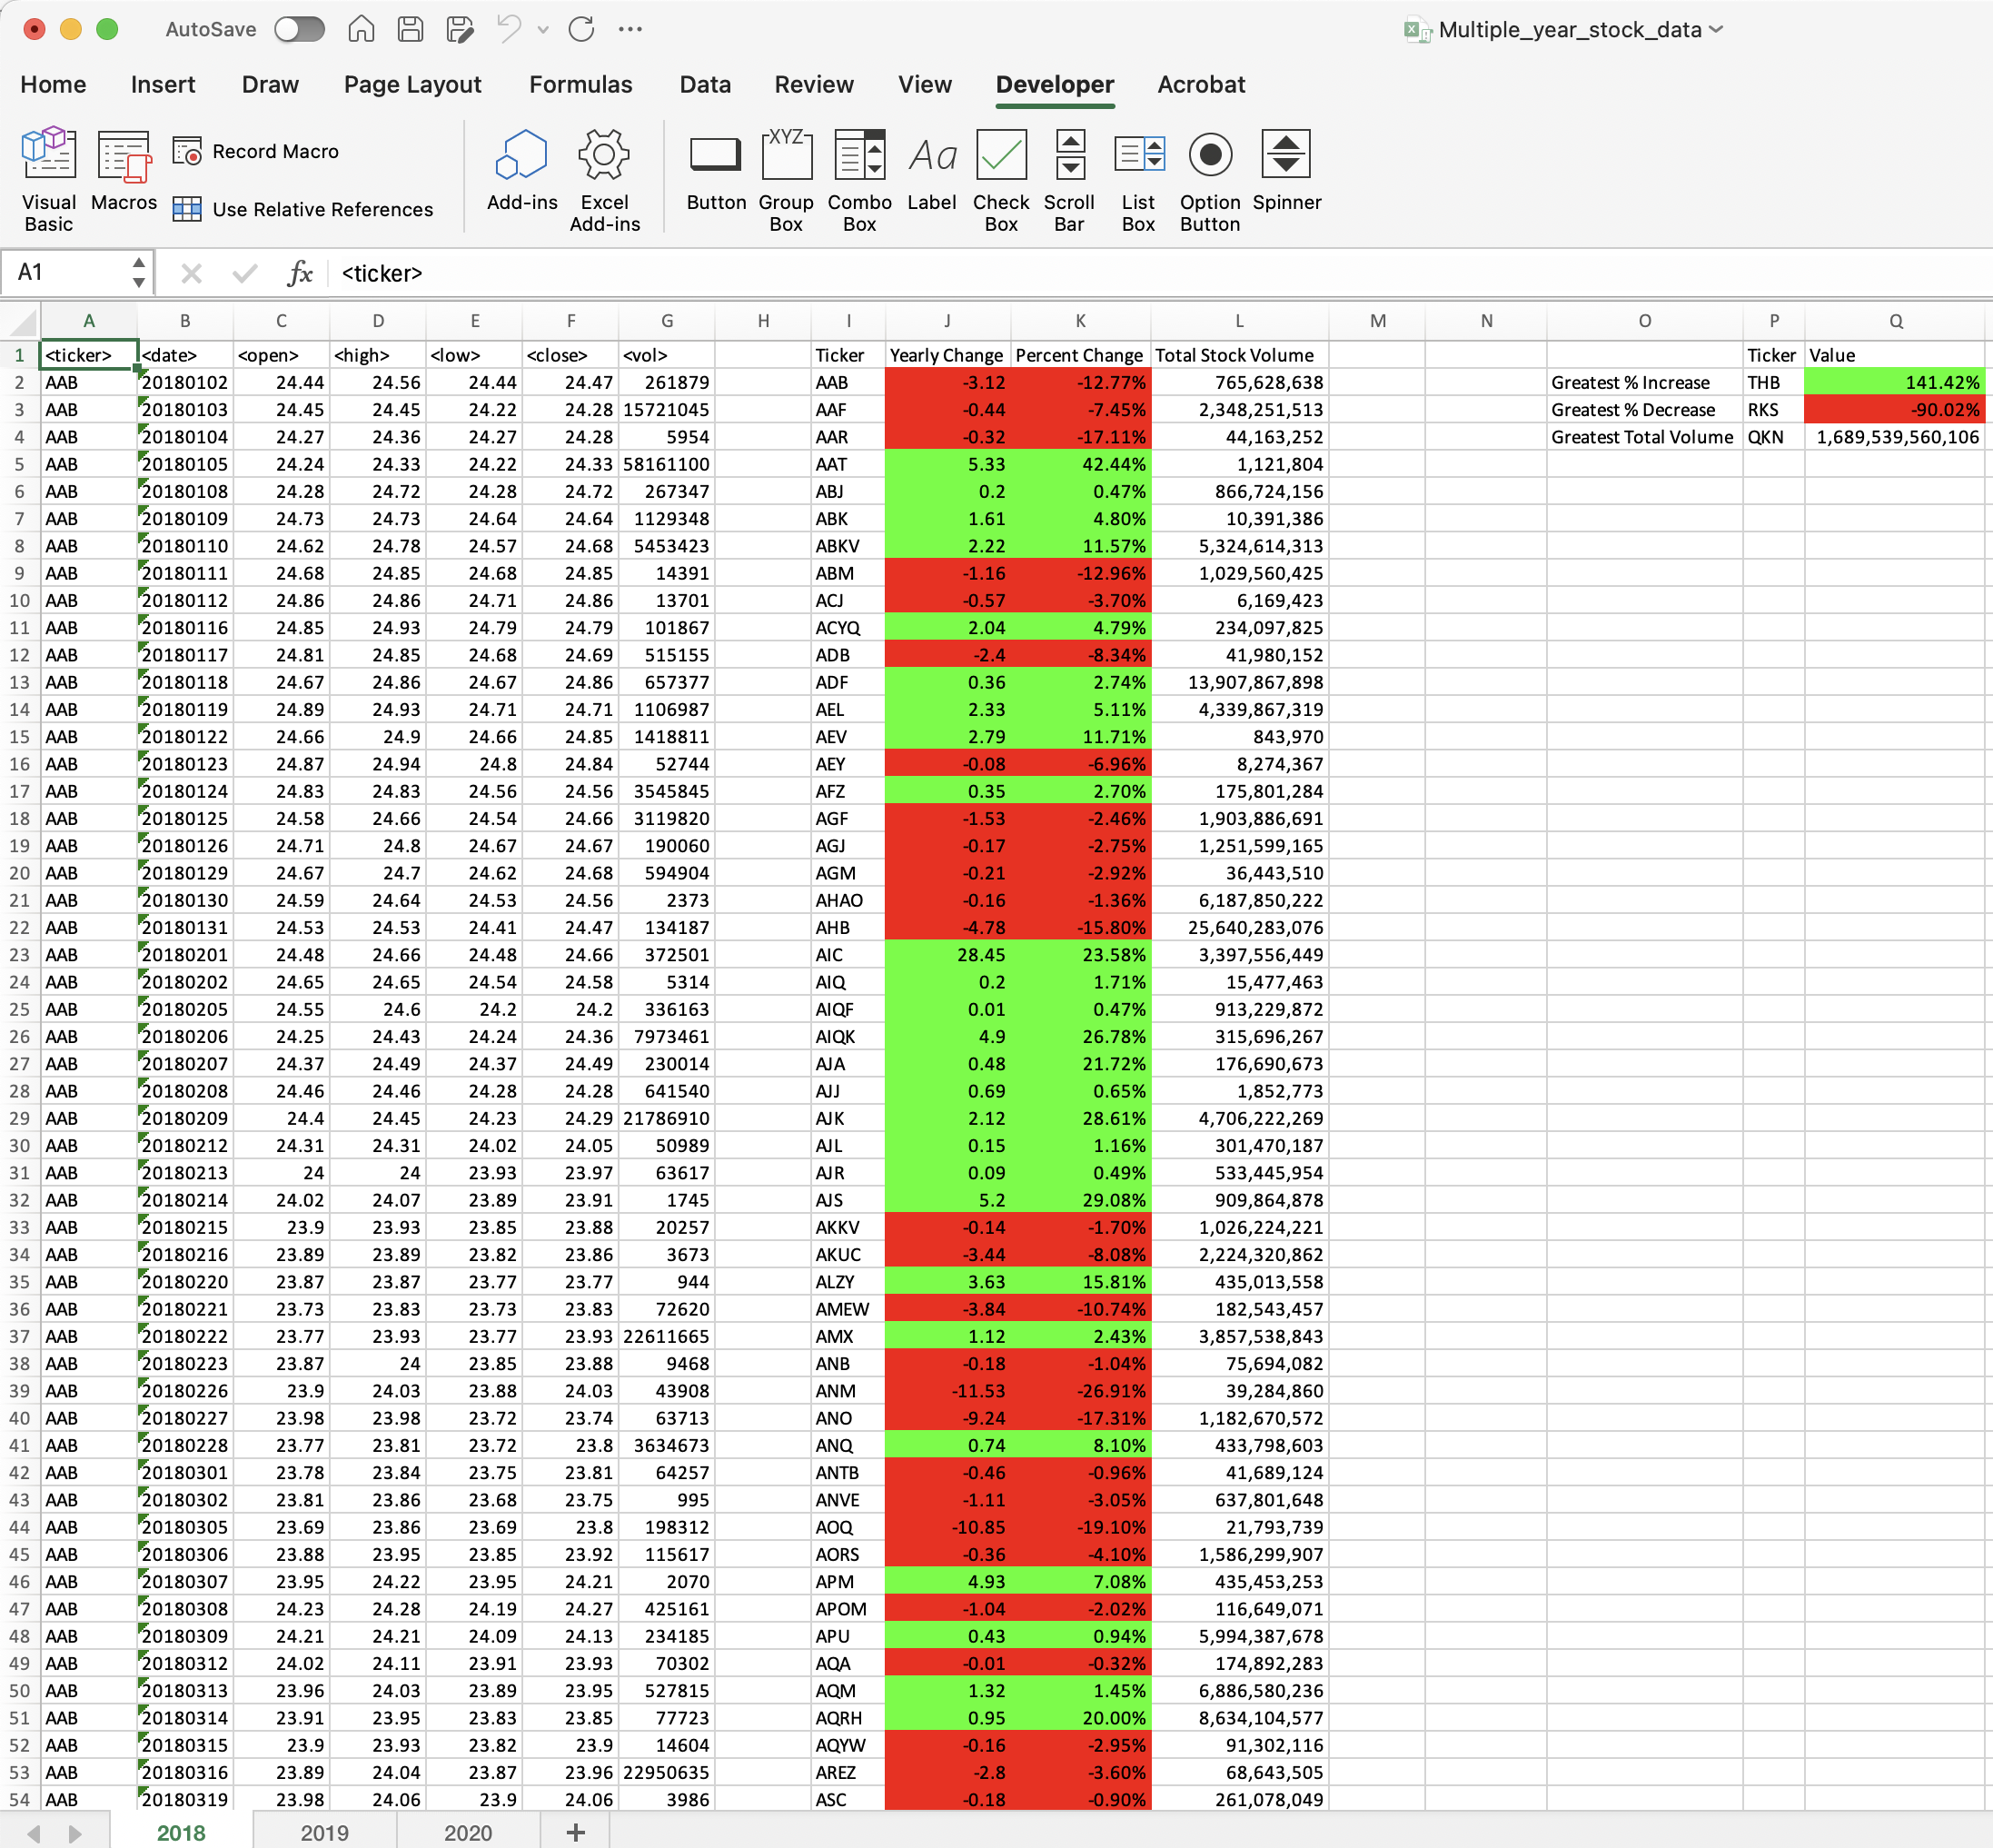 AutoSave Multiple_year_stock_data
Home Insert Draw Page Layout Formulas Data Review View Developer Acrobat
Visual Basic Macros Record Macro Use Relative References Add-ins Excel Add-ins Button Group Box Combo Box Label Check Box Scroll Bar List Box Option Button Spinner
XYZ Aa
A1 fx <ticker>
A B C D E F G H I J K L M N O P Q
1 <ticker> <date> <open> <high> <low> <close> <vol> Ticker Yearly Change Percent Change Total Stock Volume Ticker Value
2 AAB 20180102 24.44 24.56 24.44 24.47 261879 AAB -3.12 -12.77% 765,628,638 Greatest % Increase THB 141.42%
3 AAB 20180103 24.45 24.45 24.22 24.28 15721045 AAF -0.44 -7.45% 2,348,251,513 Greatest % Decrease RKS -90.02%
4 AAB 20180104 24.27 24.36 24.27 24.28 5954 AAR -0.32 -17.11% 44,163,252 Greatest Total Volume QKN 1,689,539,560,106
5 AAB 20180105 24.24 24.33 24.22 24.33 58161100 AAT 5.33 42.44% 1,121,804
6 AAB 20180108 24.28 24.72 24.28 24.72 267347 ABJ 0.2 0.47% 866,724,156
7 AAB 20180109 24.73 24.73 24.64 24.64 1129348 ABK 1.61 4.80% 10,391,386
8 AAB 20180110 24.62 24.78 24.57 24.68 5453423 ABKV 2.22 11.57% 5,324,614,313
9 AAB 20180111 24.68 24.85 24.68 24.85 14391 ABM -1.16 -12.96% 1,029,560,425
10 AAB 20180112 24.86 24.86 24.71 24.86 13701 ACJ -0.57 -3.70% 6,169,423
11 AAB 20180116 24.85 24.93 24.79 24.79 101867 ACYQ 2.04 4.79% 234,097,825
12 AAB 20180117 24.81 24.85 24.68 24.69 515155 ADB -2.4 -8.34% 41,980,152
13 AAB 20180118 24.67 24.86 24.67 24.86 657377 ADF 0.36 2.74% 13,907,867,898
14 AAB 20180119 24.89 24.93 24.71 24.71 1106987 AEL 2.33 5.11% 4,339,867,319
15 AAB 20180122 24.66 24.9 24.66 24.85 1418811 AEV 2.79 11.71% 843,970
16 AAB 20180123 24.87 24.94 24.8 24.84 52744 AEY -0.08 -6.96% 8,274,367
17 AAB 20180124 24.83 24.83 24.56 24.56 3545845 AFZ 0.35 2.70% 175,801,284
18 AAB 20180125 24.58 24.66 24.54 24.66 3119820 AGF -1.53 -2.46% 1,903,886,691
19 AAB 20180126 24.71 24.8 24.67 24.67 190060 AGJ -0.17 -2.75% 1,251,599,165
20 AAB 20180129 24.67 24.7 24.62 24.68 594904 AGM -0.21 -2.92% 36,443,510
21 AAB 20180130 24.59 24.64 24.53 24.56 2373 AHAO -0.16 -1.36% 6,187,850,222
22 AAB 20180131 24.53 24.53 24.41 24.47 134187 AHB -4.78 -15.80% 25,640,283,076
23 AAB 20180201 24.48 24.66 24.48 24.66 372501 AIC 28.45 23.58% 3,397,556,449
24 AAB 20180202 24.65 24.65 24.54 24.58 5314 AIQ 0.2 1.71% 15,477,463
25 AAB 20180205 24.55 24.6 24.2 24.2 336163 AIQF 0.01 0.47% 913,229,872
26 AAB 20180206 24.25 24.43 24.24 24.36 7973461 AIQK 4.9 26.78% 315,696,267
27 AAB 20180207 24.37 24.49 24.37 24.49 230014 AJA 0.48 21.72% 176,690,673
28 AAB 20180208 24.46 24.46 24.28 24.28 641540 AJJ 0.69 0.65% 1,852,773
29 AAB 20180209 24.4 24.45 24.23 24.29 21786910 AJK 2.12 28.61% 4,706,222,269
30 AAB 20180212 24.31 24.31 24.02 24.05 50989 AJL 0.15 1.16% 301,470,187
31 AAB 20180213 24 24 23.93 23.97 63617 AJR 0.09 0.49% 533,445,954
32 AAB 20180214 24.02 24.07 23.89 23.91 1745 AJS 5.2 29.08% 909,864,878
33 AAB 20180215 23.9 23.93 23.85 23.88 20257 AKKV -0.14 -1.70% 1,026,224,221
34 AAB 20180216 23.89 23.89 23.82 23.86 3673 AKUC -3.44 -8.08% 2,224,320,862
35 AAB 20180220 23.87 23.87 23.77 23.77 944 ALZY 3.63 15.81% 435,013,558
36 AAB 20180221 23.73 23.83 23.73 23.83 72620 AMEW -3.84 -10.74% 182,543,457
37 AAB 20180222 23.77 23.93 23.77 23.93 22611665 AMX 1.12 2.43% 3,857,538,843
38 AAB 20180223 23.87 24 23.85 23.88 9468 ANB -0.18 -1.04% 75,694,082
39 AAB 20180226 23.9 24.03 23.88 24.03 43908 ANM -11.53 -26.91% 39,284,860
40 AAB 20180227 23.98 23.98 23.72 23.74 63713 ANO -9.24 -17.31% 1,182,670,572
41 AAB 20180228 23.77 23.81 23.72 23.8 3634673 ANQ 0.74 8.10% 433,798,603
42 AAB 20180301 23.78 23.84 23.75 23.81 64257 ANTB -0.46 -0.96% 41,689,124
43 AAB 20180302 23.81 23.86 23.68 23.75 995 ANVE -1.11 -3.05% 637,801,648
44 AAB 20180305 23.69 23.86 23.69 23.8 198312 AOQ -10.85 -19.10% 21,793,739
45 AAB 20180306 23.88 23.95 23.85 23.92 115617 AORS -0.36 -4.10% 1,586,299,907
46 AAB 20180307 23.95 24.22 23.95 24.21 2070 APM 4.93 7.08% 435,453,253
47 AAB 20180308 24.23 24.28 24.19 24.27 425161 APOM -1.04 -2.02% 116,649,071
48 AAB 20180309 24.21 24.21 24.09 24.13 234185 APU 0.43 0.94% 5,994,387,678
49 AAB 20180312 24.02 24.11 23.91 23.93 70302 AQA -0.01 -0.32% 174,892,283
50 AAB 20180313 23.96 24.03 23.89 23.95 527815 AQM 1.32 1.45% 6,886,580,236
51 AAB 20180314 23.91 23.95 23.83 23.85 77723 AQRH 0.95 20.00% 8,634,104,577
52 AAB 20180315 23.9 23.93 23.82 23.9 14604 AQYW -0.16 -2.95% 91,302,116
53 AAB 20180316 23.89 24.04 23.87 23.96 22950635 AREZ -2.8 -3.60% 68,643,505
54 AAB 20180319 23.98 24.06 23.9 24.06 3986 ASC -0.18 -0.90% 261,078,049
2018 2019 2020 +